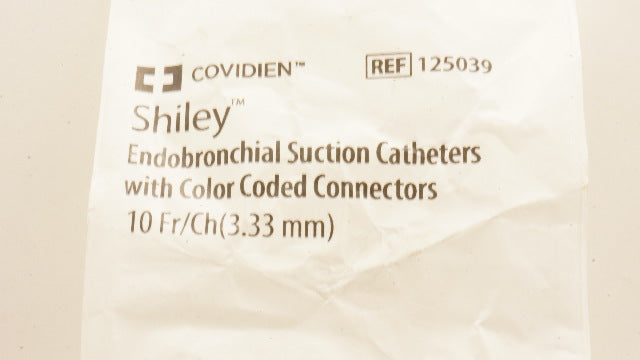 COVIDIEN™ REF 125039
Shiley™
Endobronchial Suction Catheters
with Color Coded Connectors
10 Fr/Ch(3.33 mm)